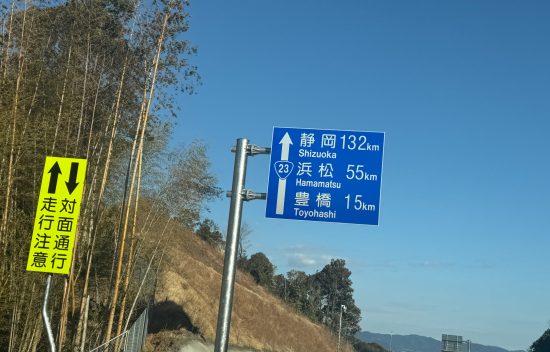 静岡 132km
Shizuoka
23
浜松 55km
Hamamatsu
豊橋 15km
Toyohashi
対面通行
走行注意